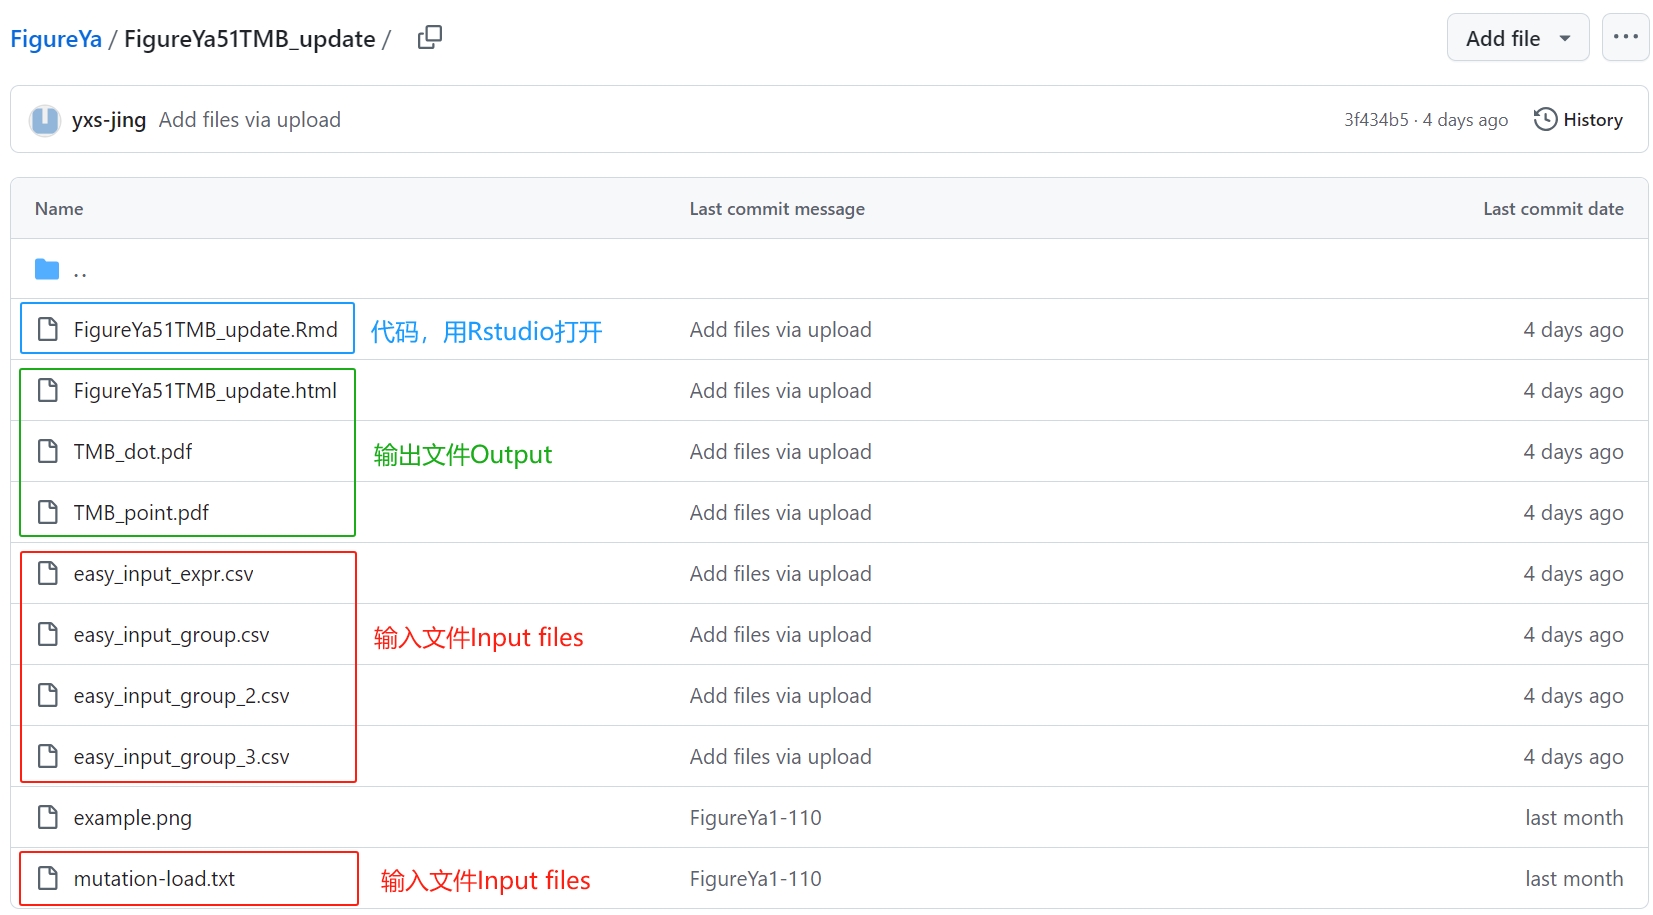 FigureYa / FigureYa51TMB_update /
Add file
yxs-jing Add files via upload 3f434b5 · 4 days ago History
Name Last commit message Last commit date
..
FigureYa51TMB_update.Rmd 代码，用Rstudio打开 Add files via upload 4 days ago
FigureYa51TMB_update.html Add files via upload 4 days ago
TMB_dot.pdf 输出文件Output Add files via upload 4 days ago
TMB_point.pdf Add files via upload 4 days ago
easy_input_expr.csv Add files via upload 4 days ago
easy_input_group.csv 输入文件Input files Add files via upload 4 days ago
easy_input_group_2.csv Add files via upload 4 days ago
easy_input_group_3.csv Add files via upload 4 days ago
example.png FigureYa1-110 last month
mutation-load.txt 输入文件Input files FigureYa1-110 last month